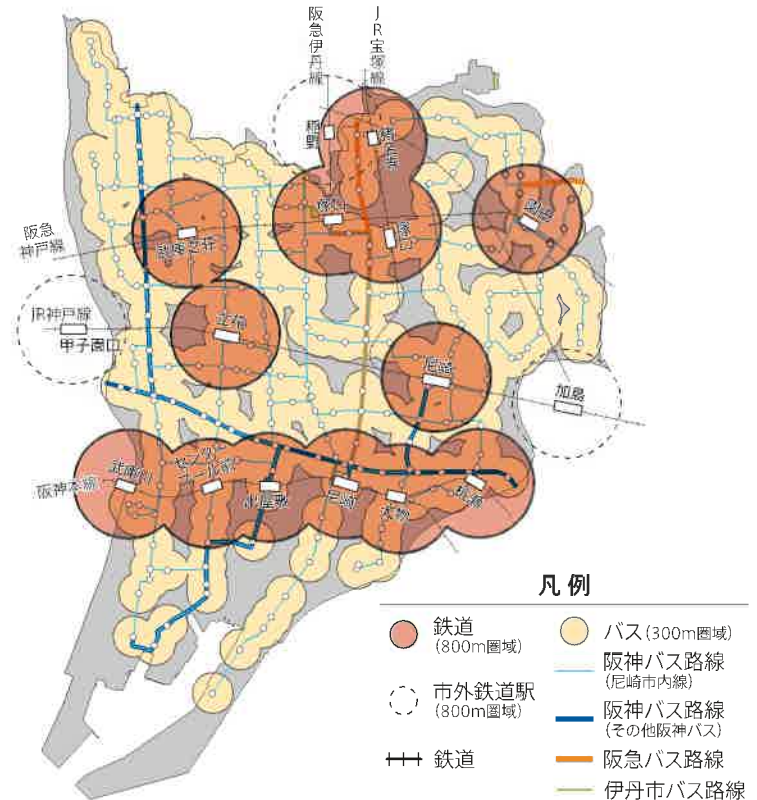 阪急伊丹線
JR宝塚線
稲野
猪名寺
塚口
塚口
園田
武庫之荘
阪急
神戸線
JR神戸線
甲子園口
立花
尼崎
加島
阪神本線
武庫川
センター
プール前
出屋敷
尼崎
大物
杭瀬
凡例
鉄道
(800m圏域)
市外鉄道駅
(800m圏域)
鉄道
バス(300m圏域)
阪神バス路線
(尼崎市内線)
阪神バス路線
(その他阪神バス)
阪急バス路線
伊丹市バス路線